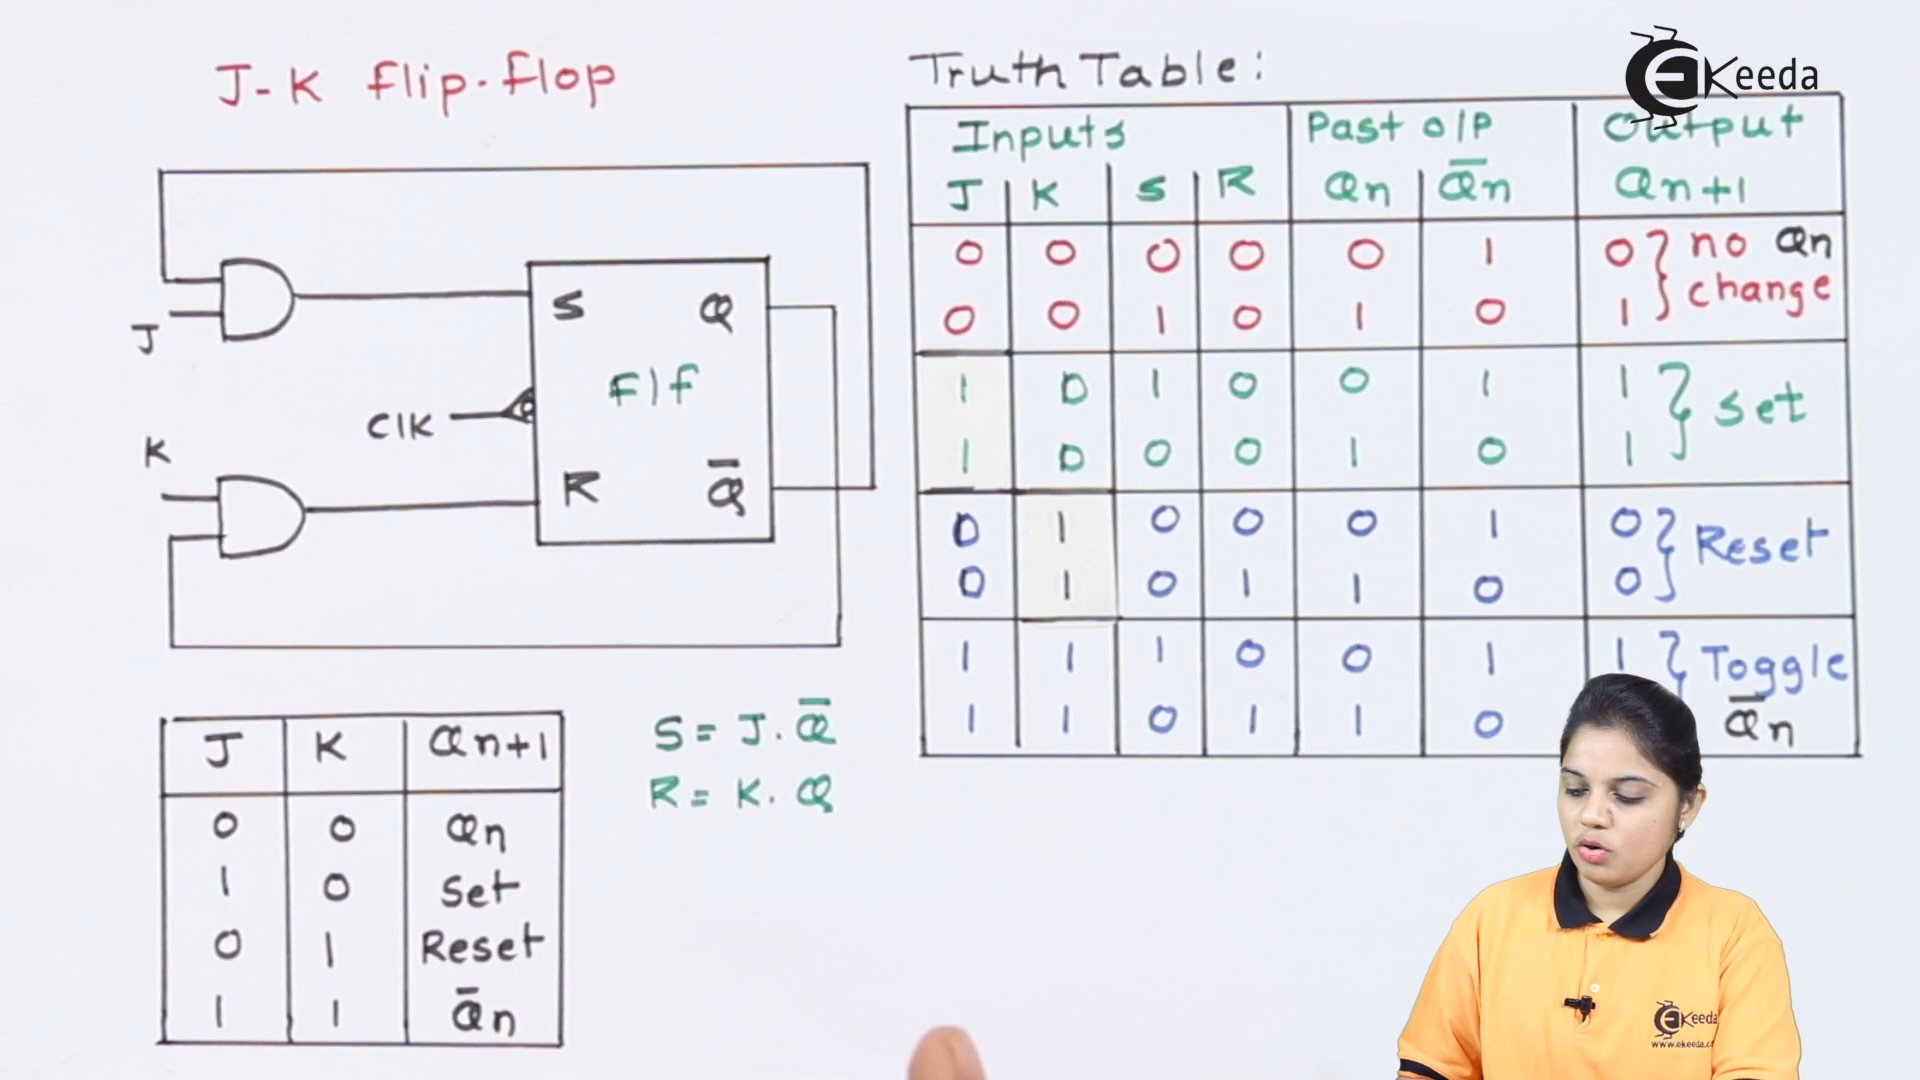 J-K flip-flop
J
K
Clk
S Q
F/F
R Q̅
J K Qn+1
0 0 Qn
1 0 Set
0 1 Reset
1 1 Q̅n
S = J.Q̅
R = K.Q
Truth Table:
Inputs Past o/p Output
J K S R Qn Q̅n Qn+1
0 0 0 0 0 1 0 no Qn
0 0 1 0 1 0 1 change
1 0 1 0 0 1 1 Set
1 0 0 0 1 0 1
0 1 0 0 0 1 0 Reset
0 1 0 1 1 0 0
1 1 1 0 0 1 1 Toggle
1 1 0 1 1 0 Q̅n
EKeeda
EKeeda